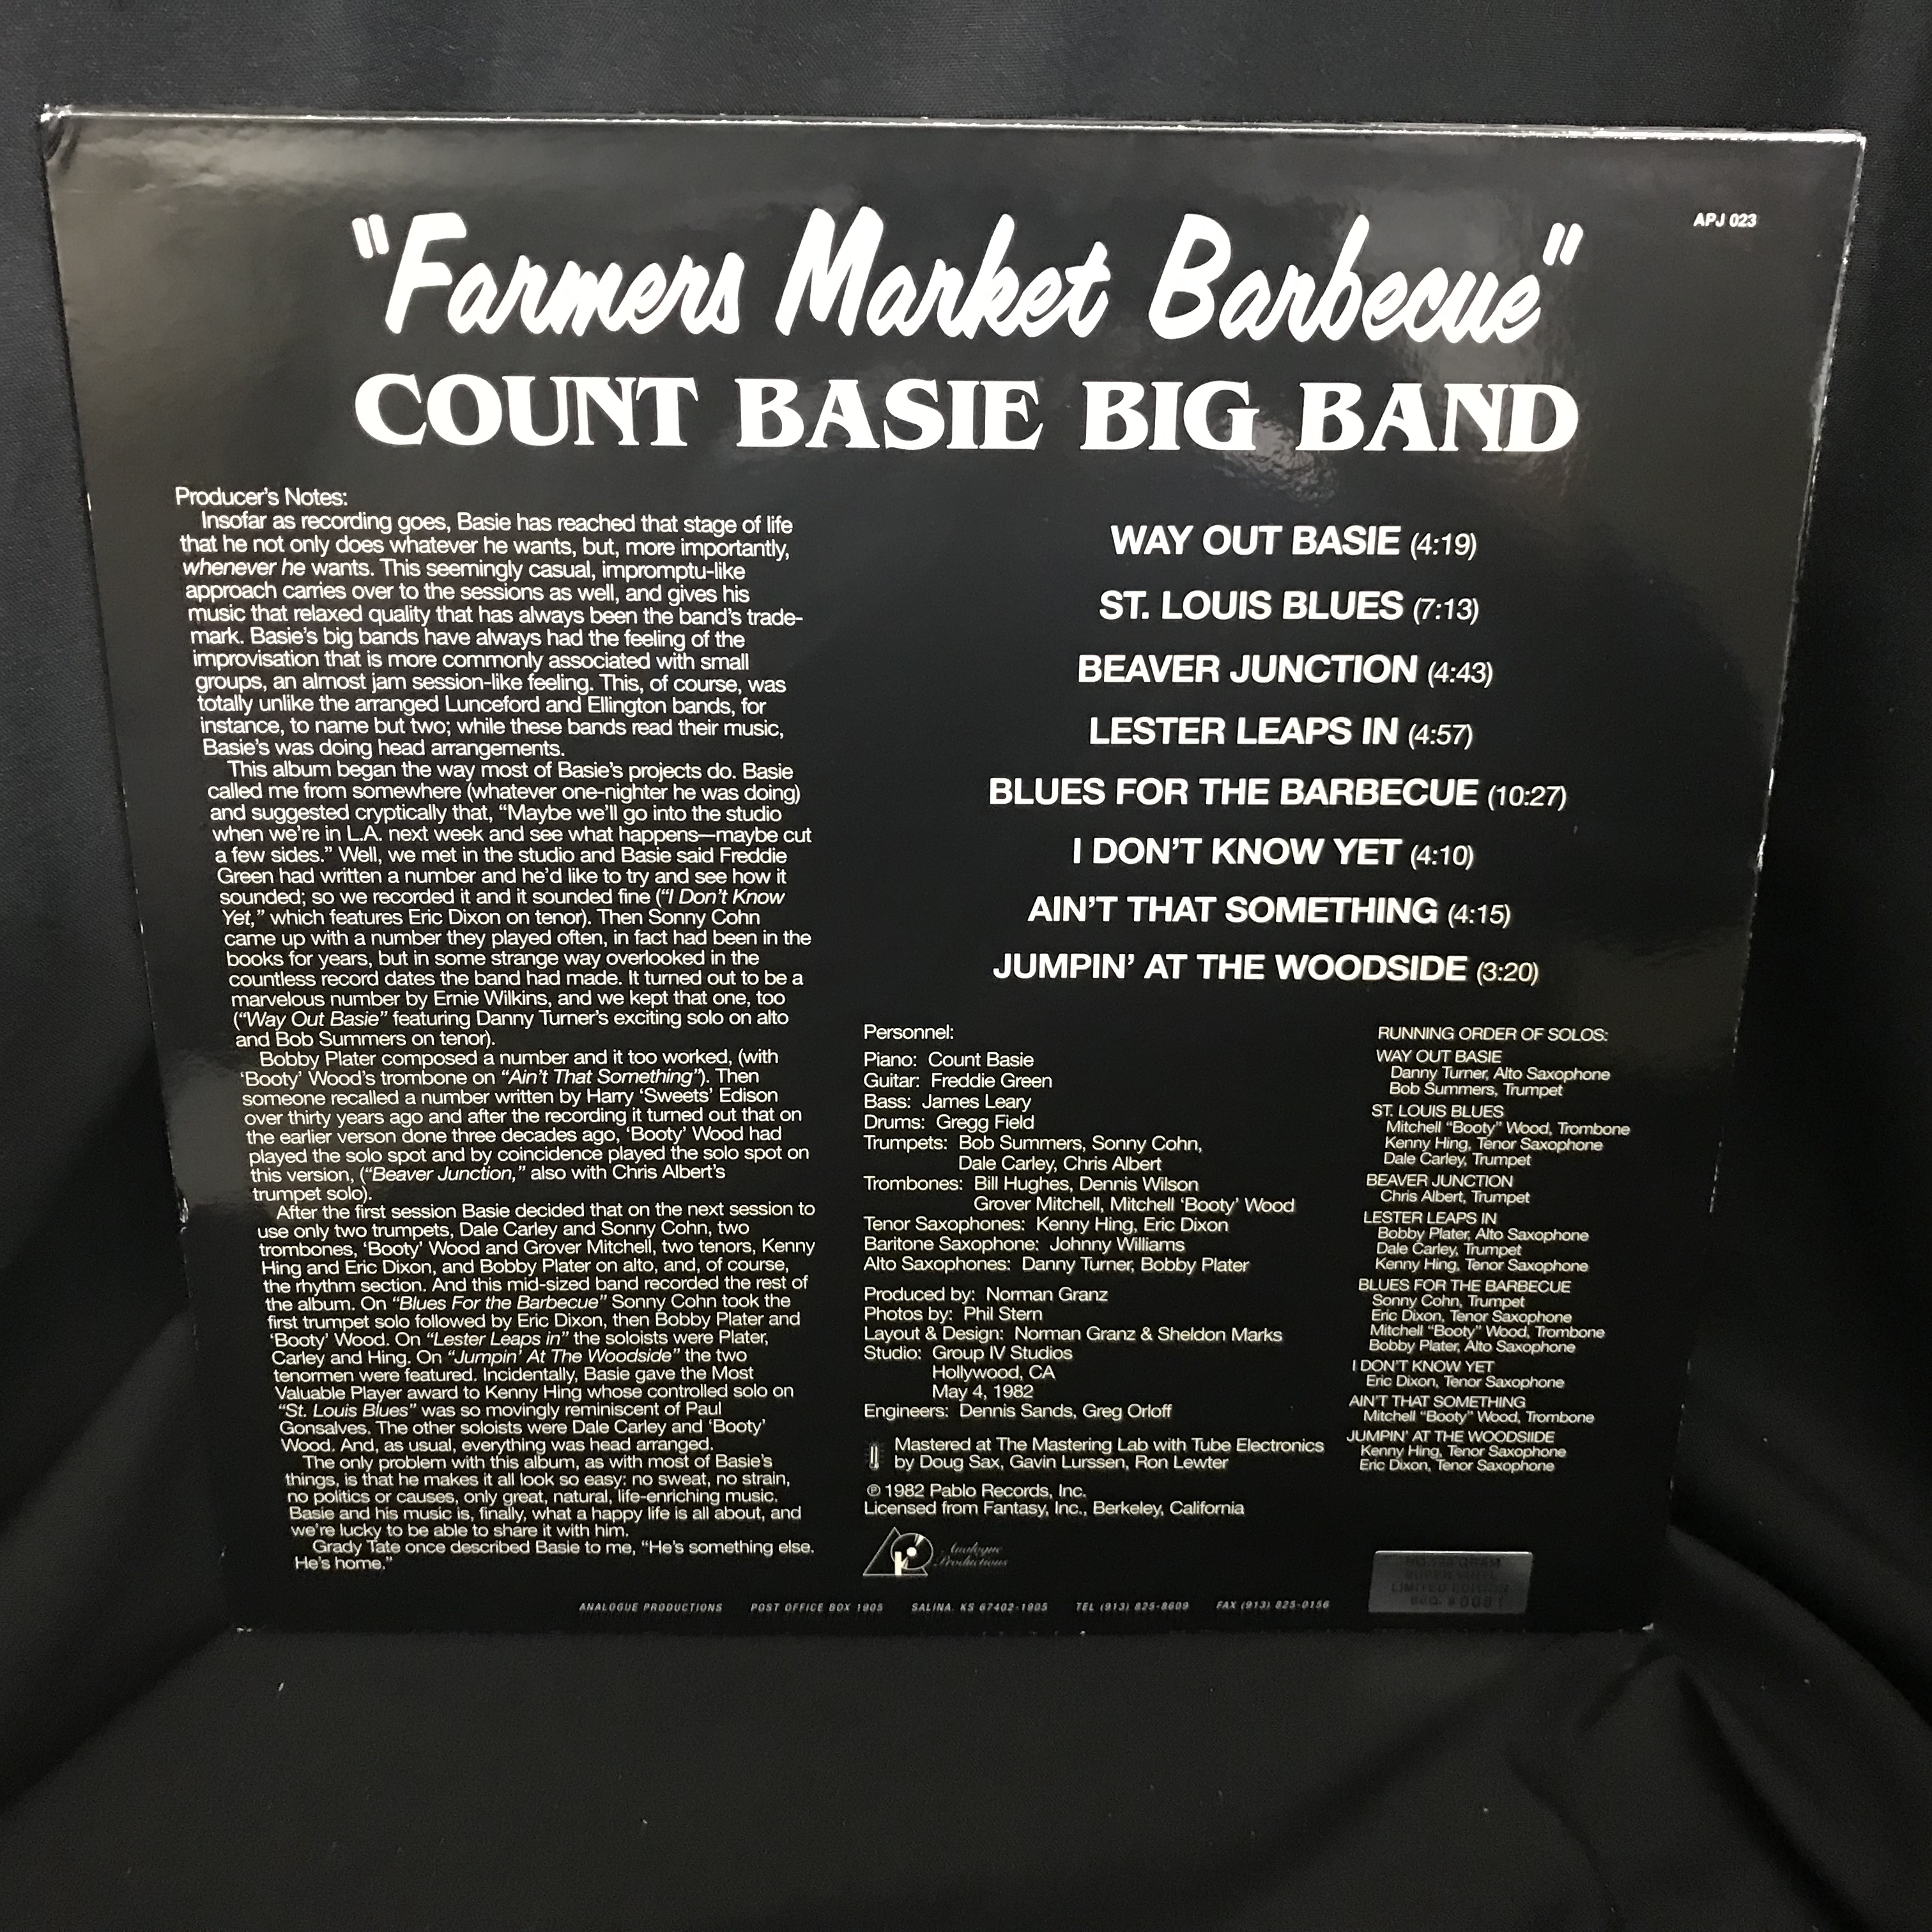 "Farmers Market Barbecue"
APJ 023
COUNT BASIE BIG BAND
Producer's Notes:
Insofar as recording goes, Basie has reached that stage of life
that he not only does whatever he wants, but, more importantly,
whenever he wants. This seemingly casual, impromptu-like
approach carries over to the sessions as well, and gives his
music that relaxed quality that has always been the band's trade-
mark. Basie's big bands have always had the feeling of the
improvisation that is more commonly associated with small
groups, an almost jam session-like feeling. This, of course, was
totally unlike the arranged Lunceford and Ellington bands, for
instance, to name but two; while these bands read their music,
Basie's was doing head arrangements.
This album began the way most of Basie's projects do. Basie
called me from somewhere (whatever one-nighter he was doing)
and suggested cryptically that, "Maybe we'll go into the studio
when we're in L.A. next week and see what happens—maybe cut
a few sides." Well, we met in the studio and Basie said Freddie
Green had written a number and he'd like to try and see how it
sounded; so we recorded it and it sounded fine ("I Don't Know
Yet," which features Eric Dixon on tenor). Then Sonny Cohn
came up with a number they played often, in fact had been in the
books for years, but in some strange way overlooked in the
countless record dates the band had made. It turned out to be a
marvelous number by Ernie Wilkins, and we kept that one, too
("Way Out Basie" featuring Danny Turner's exciting solo on alto
and Bob Summers on tenor).
Bobby Plater composed a number and it too worked, (with
'Booty' Wood's trombone on "Ain't That Something"). Then
someone recalled a number written by Harry 'Sweets' Edison
over thirty years ago and after the recording it turned out that on
the earlier verson done three decades ago, 'Booty' Wood had
played the solo spot and by coincidence played the solo spot on
this version, ("Beaver Junction," also with Chris Albert's
trumpet solo).
After the first session Basie decided that on the next session to
use only two trumpets, Dale Carley and Sonny Cohn, two
trombones, 'Booty' Wood and Grover Mitchell, two tenors, Kenny
Hing and Eric Dixon, and Bobby Plater on alto, and, of course,
the rhythm section. And this mid-sized band recorded the rest of
the album. On "Blues For the Barbecue" Sonny Cohn took the
first trumpet solo followed by Eric Dixon, then Bobby Plater and
'Booty' Wood. On "Lester Leaps in" the soloists were Plater,
Carley and Hing. On "Jumpin' At The Woodside" the two
tenormen were featured. Incidentally, Basie gave the Most
Valuable Player award to Kenny Hing whose controlled solo on
"St. Louis Blues" was so movingly reminiscent of Paul
Gonsalves. The other soloists were Dale Carley and 'Booty'
Wood. And, as usual, everything was head arranged.
The only problem with this album, as with most of Basie's
things, is that he makes it all look so easy: no sweat, no strain,
no politics or causes, only great, natural, life-enriching music.
Basie and his music is, finally, what a happy life is all about, and
we're lucky to be able to share it with him.
Grady Tate once described Basie to me, "He's something else.
He's home."
WAY OUT BASIE (4:19)
ST. LOUIS BLUES (7:13)
BEAVER JUNCTION (4:43)
LESTER LEAPS IN (4:57)
BLUES FOR THE BARBECUE (10:27)
I DON'T KNOW YET (4:10)
AIN'T THAT SOMETHING (4:15)
JUMPIN' AT THE WOODSIDE (3:20)
Personnel:
Piano: Count Basie
Guitar: Freddie Green
Bass: James Leary
Drums: Gregg Field
Trumpets: Bob Summers, Sonny Cohn,
Dale Carley, Chris Albert
Trombones: Bill Hughes, Dennis Wilson
Grover Mitchell, Mitchell 'Booty' Wood
Tenor Saxophones: Kenny Hing, Eric Dixon
Baritone Saxophone: Johnny Williams
Alto Saxophones: Danny Turner, Bobby Plater
Produced by: Norman Granz
Photos by: Phil Stern
Layout & Design: Norman Granz & Sheldon Marks
Studio: Group IV Studios
Hollywood, CA
May 4, 1982
Engineers: Dennis Sands, Greg Orloff
Mastered at The Mastering Lab with Tube Electronics
by Doug Sax, Gavin Lurssen, Ron Lewter
℗ 1982 Pablo Records, Inc.
Licensed from Fantasy, Inc., Berkeley, California
Analogue
Productions
RUNNING ORDER OF SOLOS:
WAY OUT BASIE
Danny Turner, Alto Saxophone
Bob Summers, Trumpet
ST. LOUIS BLUES
Mitchell "Booty" Wood, Trombone
Kenny Hing, Tenor Saxophone
Dale Carley, Trumpet
BEAVER JUNCTION
Chris Albert, Trumpet
LESTER LEAPS IN
Bobby Plater, Alto Saxophone
Dale Carley, Trumpet
Kenny Hing, Tenor Saxophone
BLUES FOR THE BARBECUE
Sonny Cohn, Trumpet
Eric Dixon, Tenor Saxophone
Mitchell "Booty" Wood, Trombone
Bobby Plater, Alto Saxophone
I DON'T KNOW YET
Eric Dixon, Tenor Saxophone
AIN'T THAT SOMETHING
Mitchell "Booty" Wood, Trombone
JUMPIN' AT THE WOODSIIDE
Kenny Hing, Tenor Saxophone
Eric Dixon, Tenor Saxophone
LIMITED EDITION
ANALOGUE PRODUCTIONS POST OFFICE BOX 1905 SALINA, KS 67402-1905 TEL (913) 825-8609 FAX (913) 825-0156